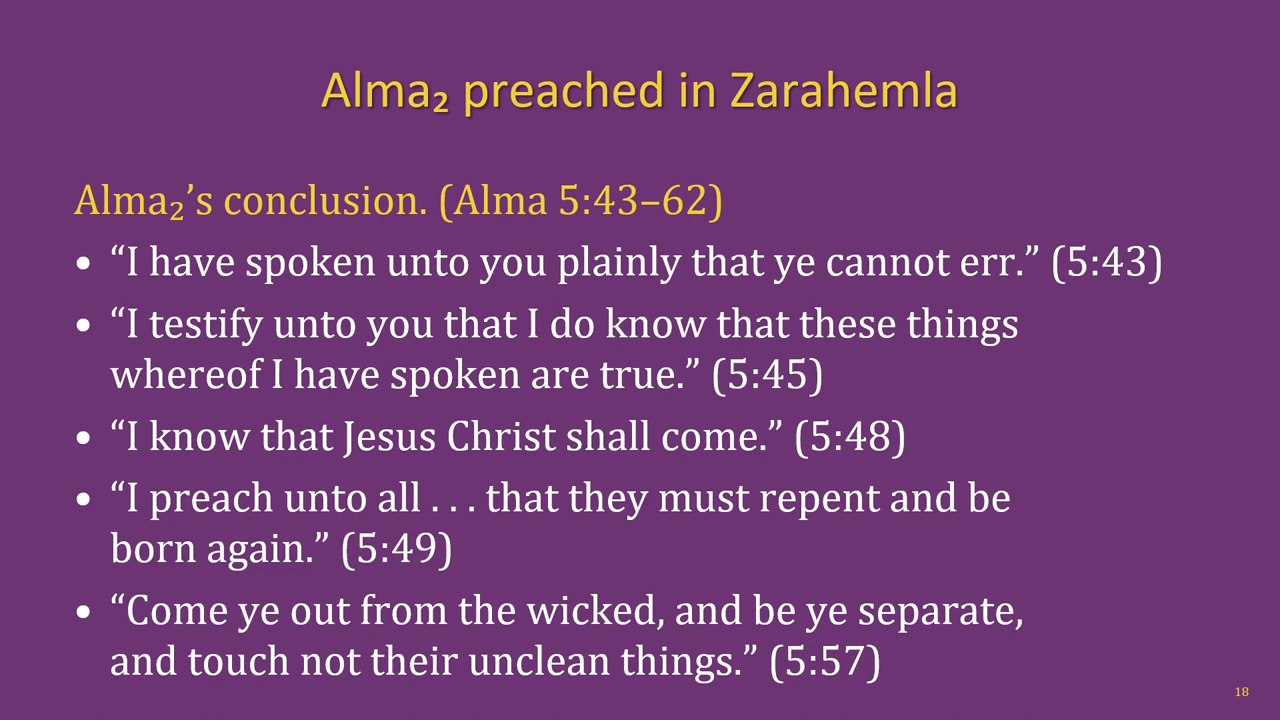 Alma₂ preached in Zarahemla
Alma₂’s conclusion. (Alma 5:43–62)
• “I have spoken unto you plainly that ye cannot err.” (5:43)
• “I testify unto you that I do know that these things
whereof I have spoken are true.” (5:45)
• “I know that Jesus Christ shall come.” (5:48)
• “I preach unto all . . . that they must repent and be
born again.” (5:49)
• “Come ye out from the wicked, and be ye separate,
and touch not their unclean things.” (5:57)
18